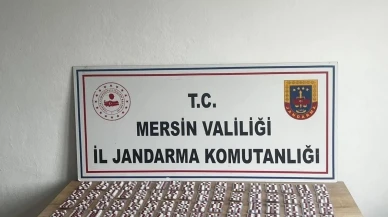 T.C.
MERSİN VALİLİĞİ
İL JANDARMA KOMUTANLIĞI